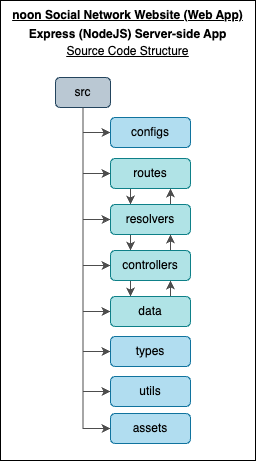 noon Social Network Website (Web App)
Express (NodeJS) Server-side App
Source Code Structure
src
configs
routes
resolvers
controllers
data
types
utils
assets